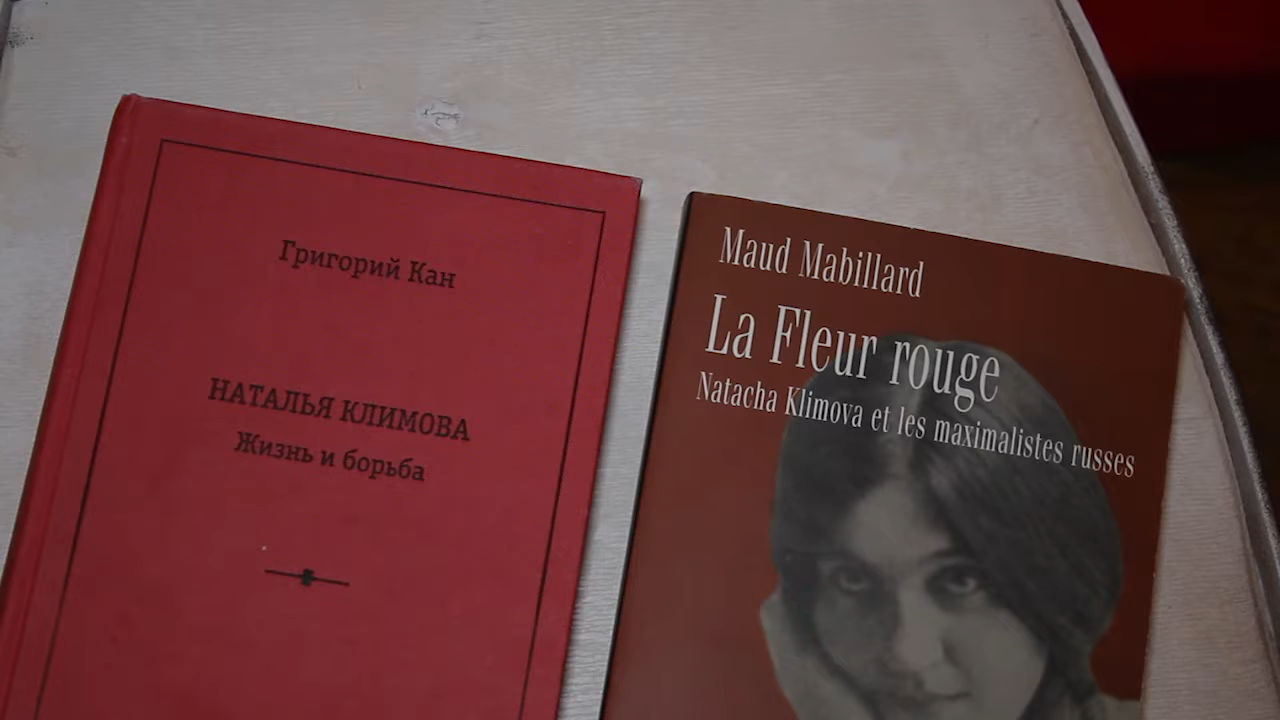 Григорий Кан
НАТАЛЬЯ КЛИМОВА
Жизнь и борьба
Maud Mabillard
La Fleur rouge
Natacha Klimova et les maximalistes russes